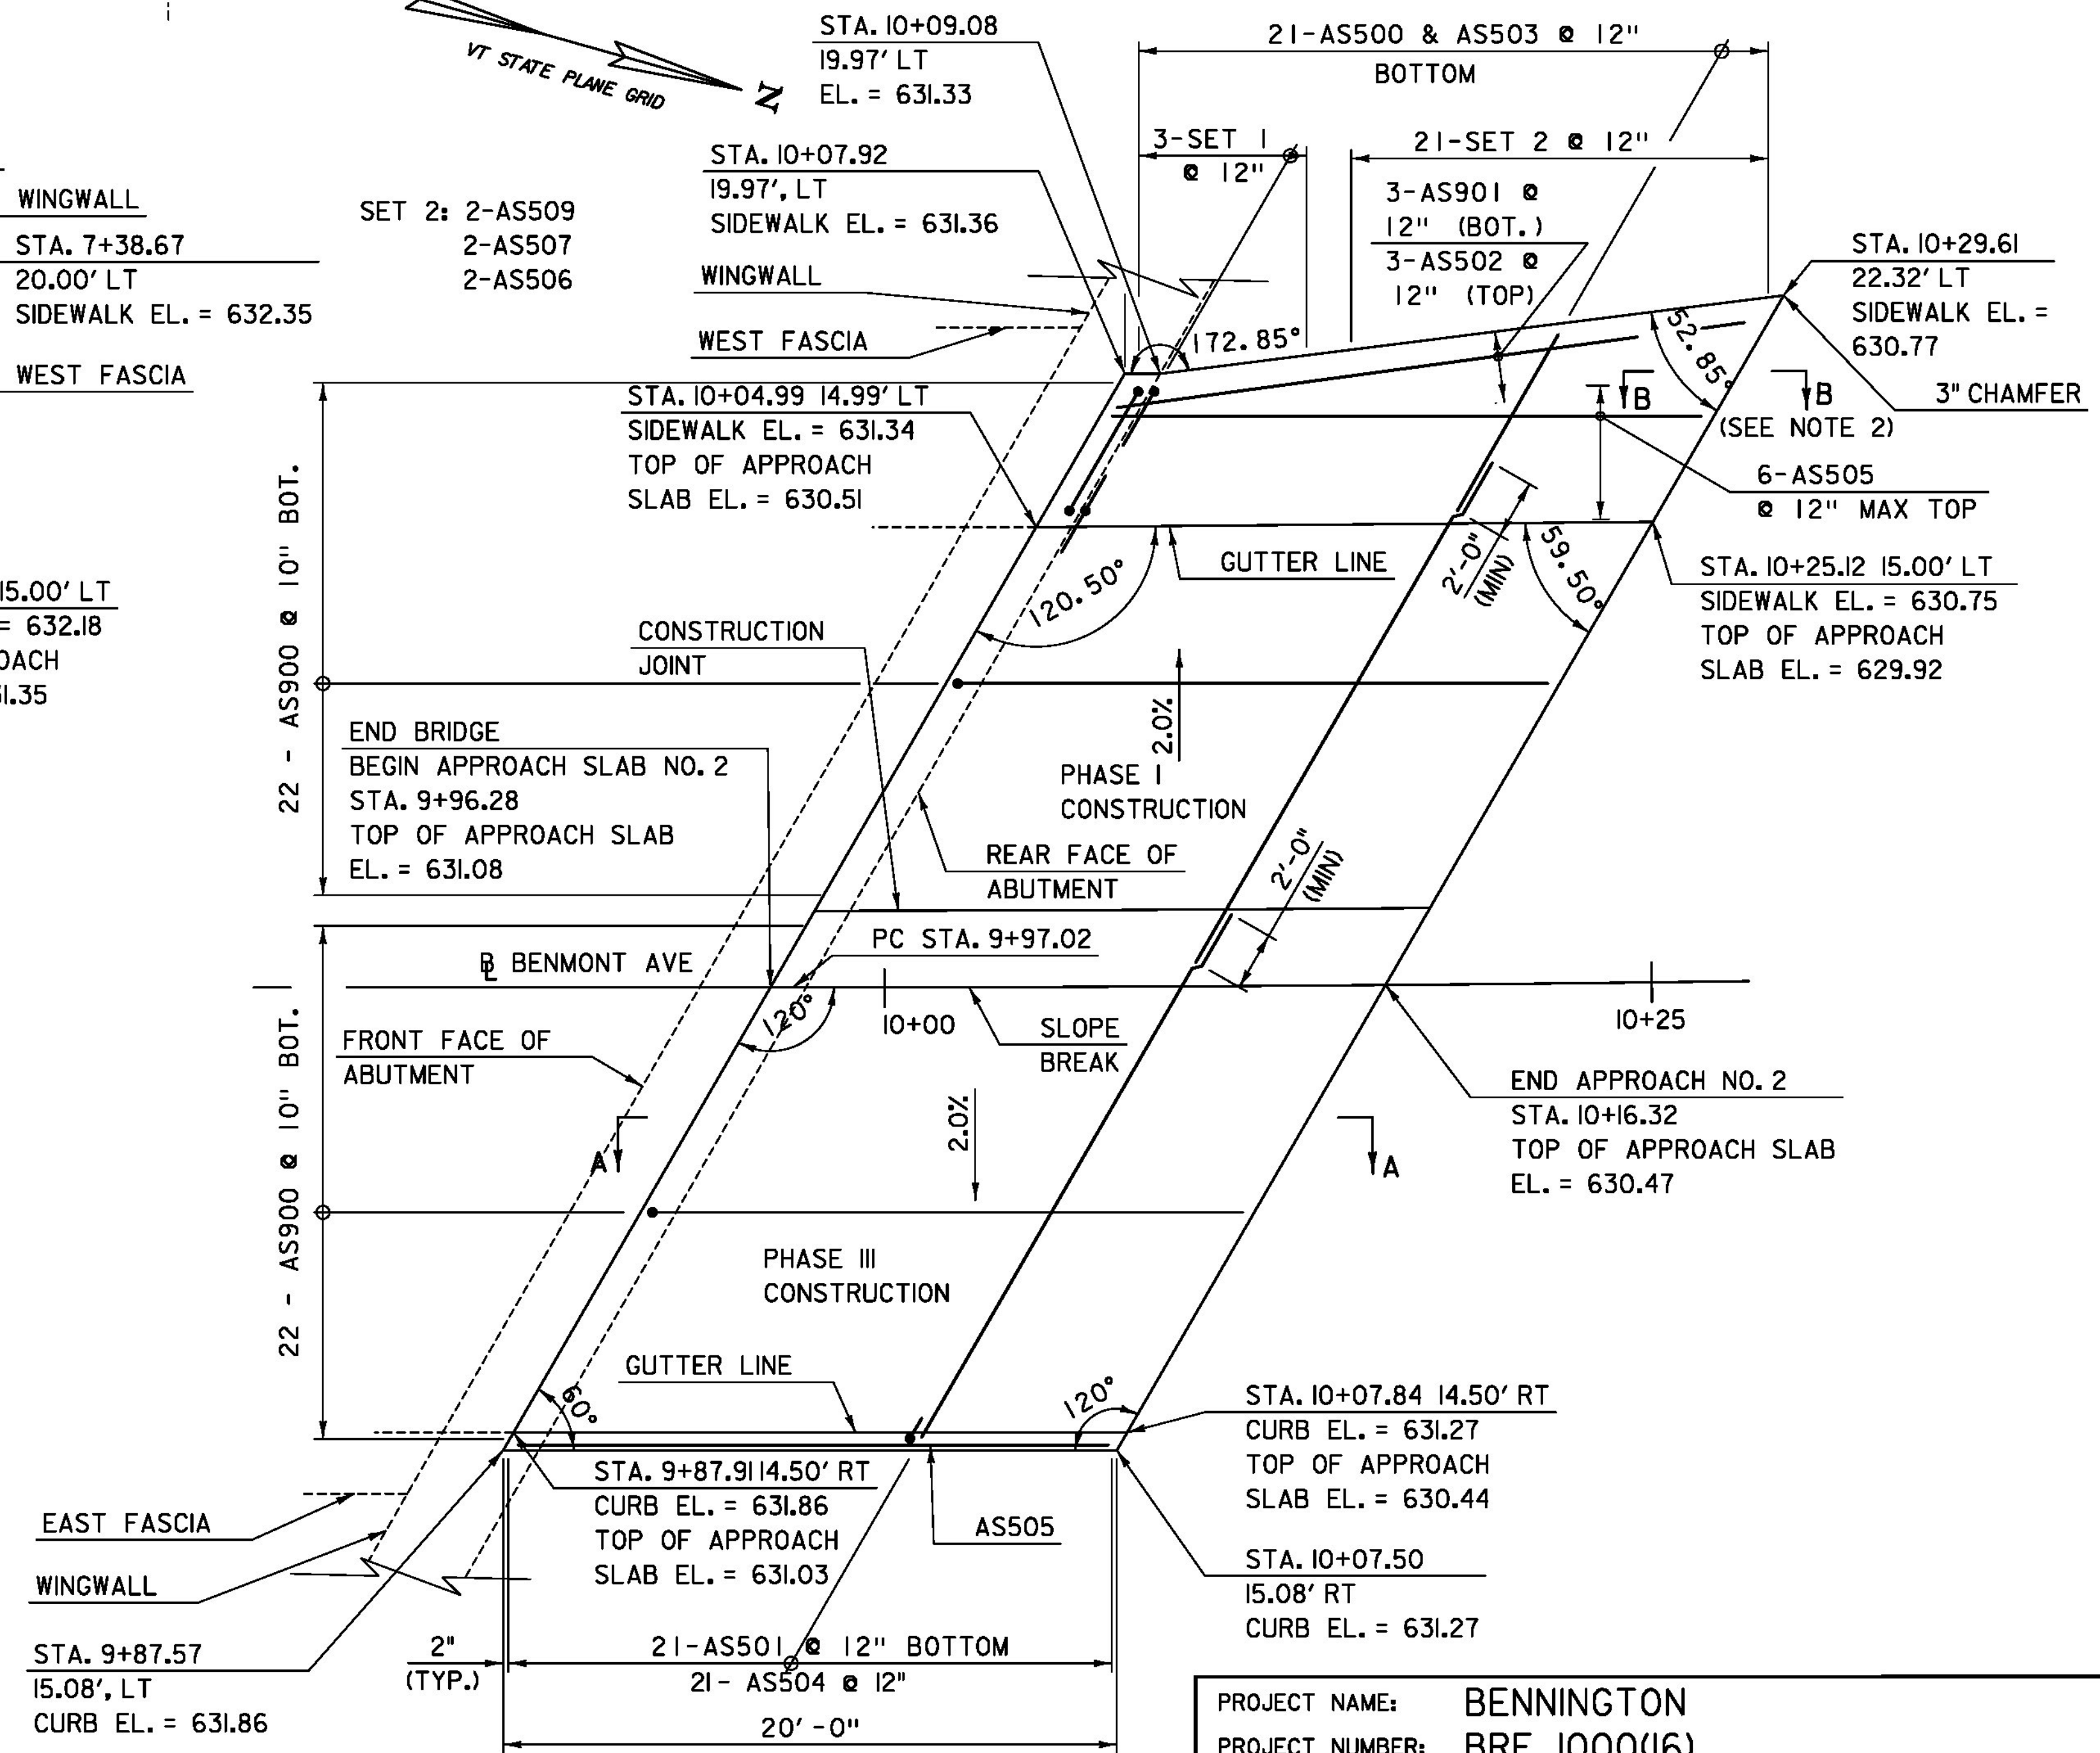 VT STATE PLANE GRID
N
STA. 10+09.08
19.97' LT
EL. = 631.33
21-AS500 & AS503 @ 12"
BOTTOM
STA. 10+07.92
19.97', LT
SIDEWALK EL. = 631.36
3-SET 1
@ 12"
21-SET 2 @ 12"
3-AS901 @
12" (BOT.)
3-AS502 @
12" (TOP)
WINGWALL
STA. 7+38.67
20.00' LT
SIDEWALK EL. = 632.35
WEST FASCIA
SET 2: 2-AS509
2-AS507
2-AS506
WINGWALL
WEST FASCIA
172.85°
STA. 10+29.61
22.32' LT
SIDEWALK EL. =
630.77
52.85°
3" CHAMFER
B
B
(SEE NOTE 2)
STA. 10+04.99 14.99' LT
SIDEWALK EL. = 631.34
TOP OF APPROACH
SLAB EL. = 630.51
6-AS505
@ 12" MAX TOP
22 - AS900 @ 10" BOT.
GUTTER LINE
120.50°
2'-0"
(MIN)
59.50°
STA. 10+25.12 15.00' LT
SIDEWALK EL. = 630.75
TOP OF APPROACH
SLAB EL. = 629.92
15.00' LT
= 632.18
OACH
31.35
CONSTRUCTION
JOINT
2.0%
END BRIDGE
BEGIN APPROACH SLAB NO. 2
STA. 9+96.28
TOP OF APPROACH SLAB
EL. = 631.08
PHASE I
CONSTRUCTION
REAR FACE OF
ABUTMENT
2'-0"
(MIN)
PC STA. 9+97.02
BL BENMONT AVE
120°
10+00
SLOPE
BREAK
10+25
FRONT FACE OF
ABUTMENT
22 - AS900 @ 10" BOT.
END APPROACH NO. 2
STA. 10+16.32
TOP OF APPROACH SLAB
EL. = 630.47
2.0%
A
A
PHASE III
CONSTRUCTION
GUTTER LINE
60°
120°
STA. 10+07.84 14.50' RT
CURB EL. = 631.27
TOP OF APPROACH
SLAB EL. = 630.44
STA. 9+87.91 14.50' RT
CURB EL. = 631.86
TOP OF APPROACH
SLAB EL. = 631.03
AS505
EAST FASCIA
WINGWALL
STA. 10+07.50
15.08' RT
CURB EL. = 631.27
STA. 9+87.57
15.08', LT
CURB EL. = 631.86
2"
(TYP.)
21-AS501 @ 12" BOTTOM
21- AS504 @ 12"
20'-0"
PROJECT NAME: BENNINGTON
PROJECT NUMBER: BRF 1000(16)